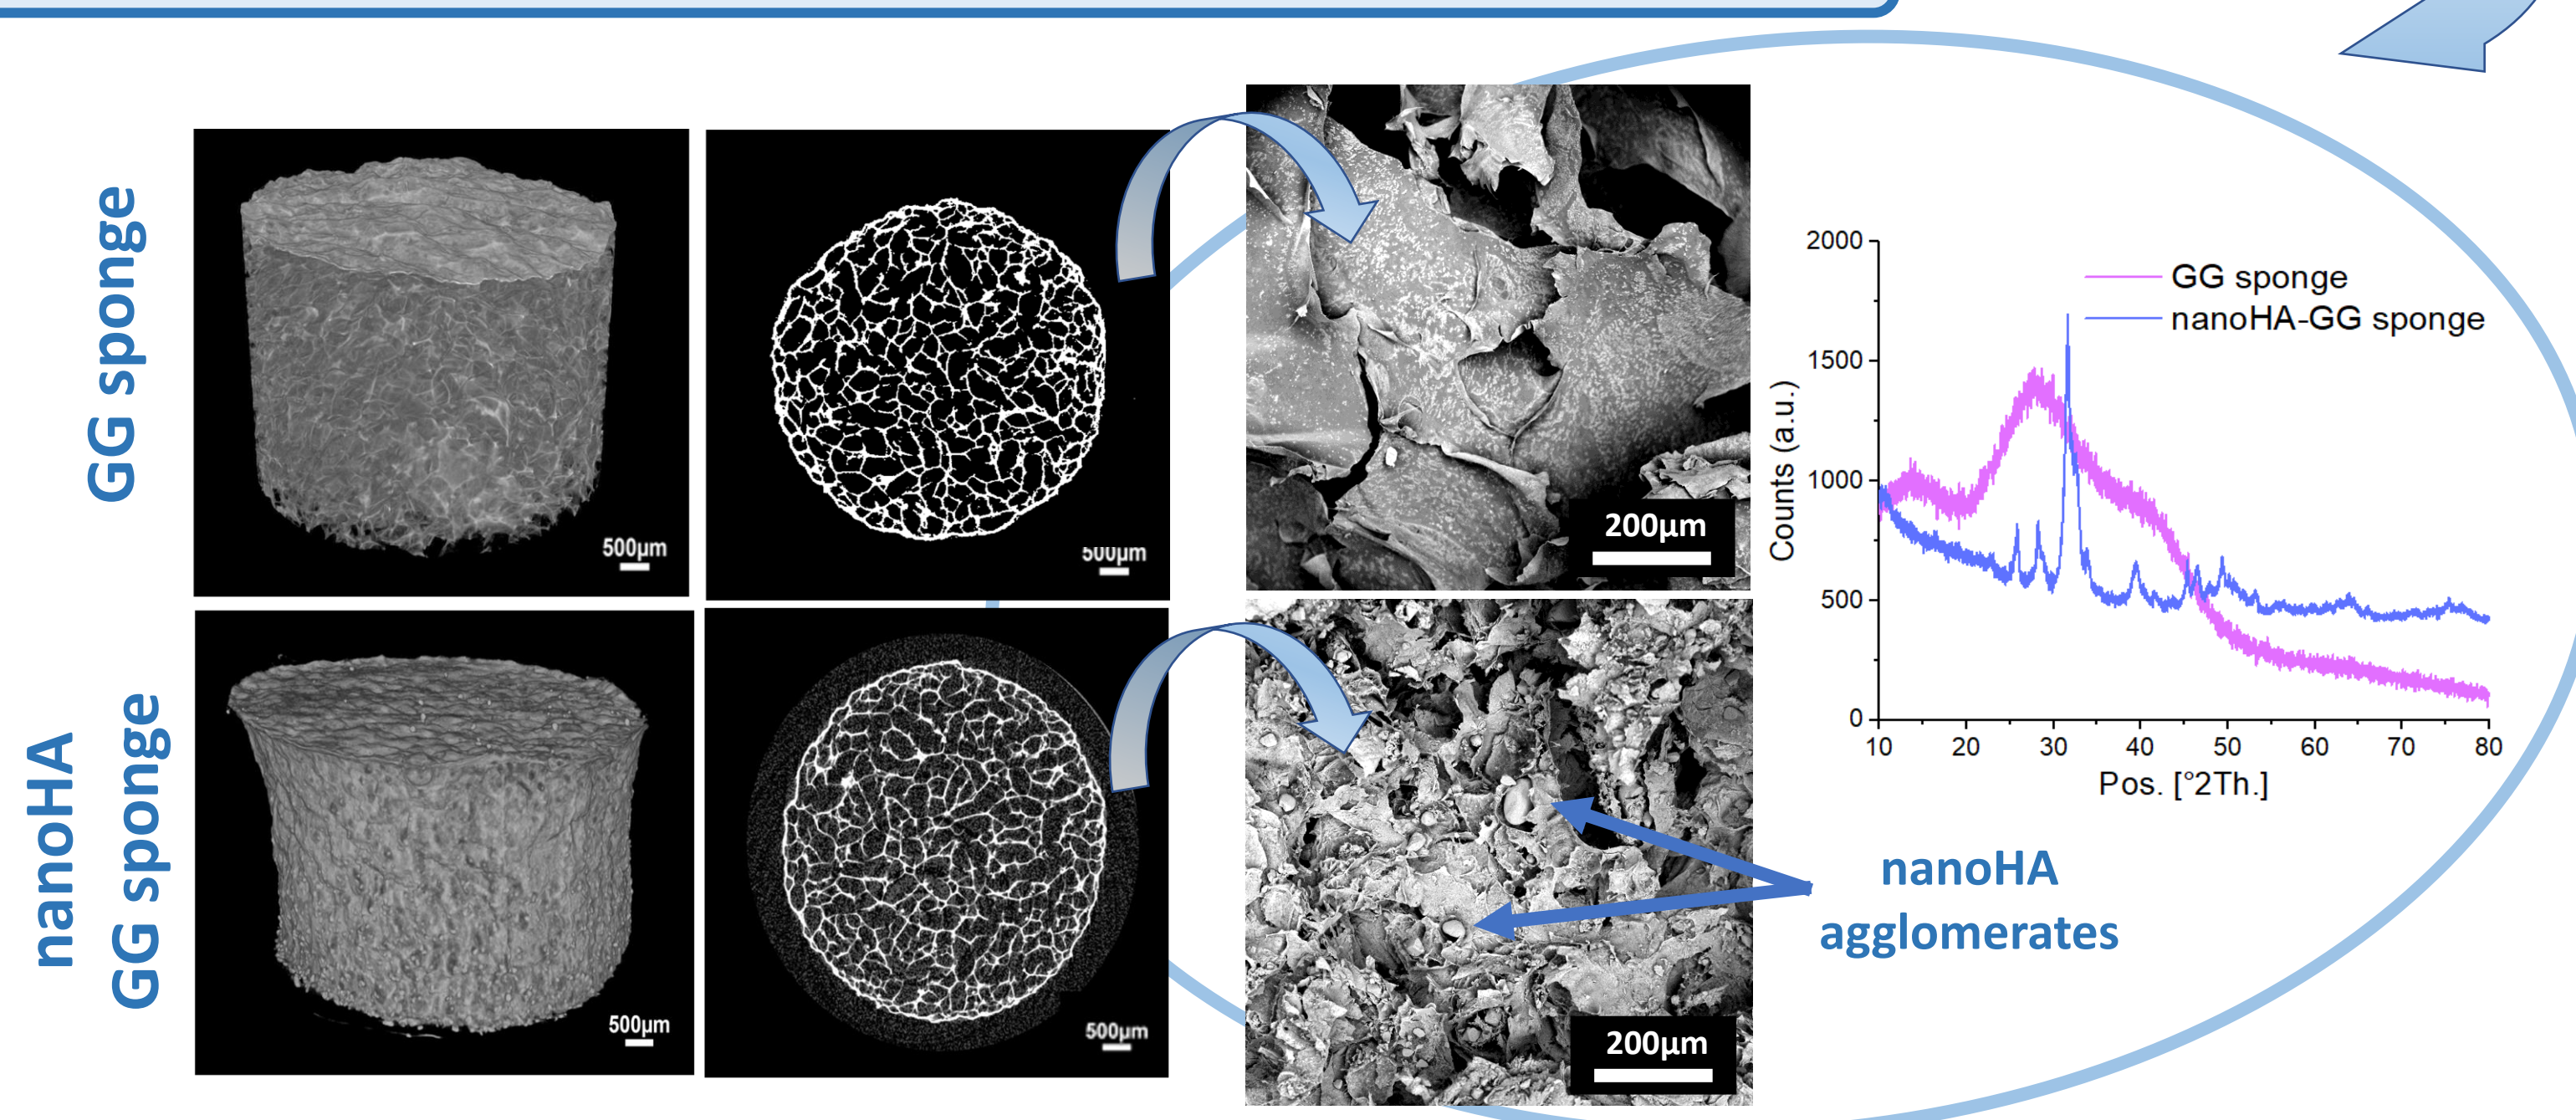 GG sponge
500µm
500µm
200µm
nanoHA
GG sponge
500µm
500µm
200µm
nanoHA
agglomerates
GG sponge
nanoHA-GG sponge
Counts (a.u.)
2000
1500
1000
500
0
10 20 30 40 50 60 70 80
Pos. [°2Th.]